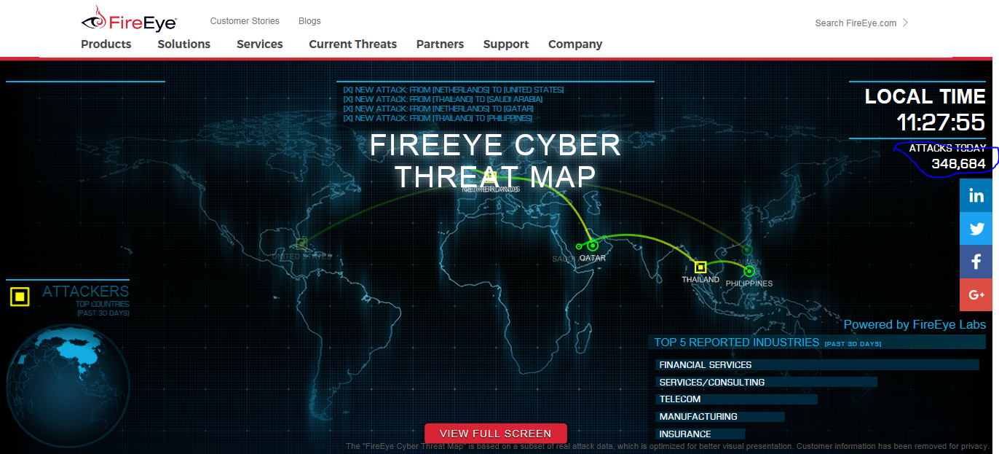 FireEye
Customer Stories
Blogs
Search FireEye.com
Products
Solutions
Services
Current Threats
Partners
Support
Company
[X] NEW ATTACK: FROM [NETHERLANDS] TO [UNITED STATES]
[X] NEW ATTACK: FROM [THAILAND] TO [SAUDI ARABIA]
[X] NEW ATTACK: FROM [NETHERLANDS] TO [QATAR]
[X] NEW ATTACK: FROM [THAILAND] TO [PHILIPPINES]
LOCAL TIME
11:27:55
ATTACKS TODAY
348,684
FIREEYE CYBER
THREAT MAP
NETHERLANDS
UNITED STATES
SAUDI
QATAR
TAIWAN
THAILAND
PHILIPPINES
in
f
G+
ATTACKERS
TOP COUNTRIES
(PAST 30 DAYS)
Powered by FireEye Labs
TOP 5 REPORTED INDUSTRIES [PAST 30 DAYS]
FINANCIAL SERVICES
SERVICES/CONSULTING
TELECOM
MANUFACTURING
INSURANCE
VIEW FULL SCREEN
The "FireEye Cyber Threat Map" is based on a subset of real attack data, which is optimized for better visual presentation. Customer information has been removed for privacy.